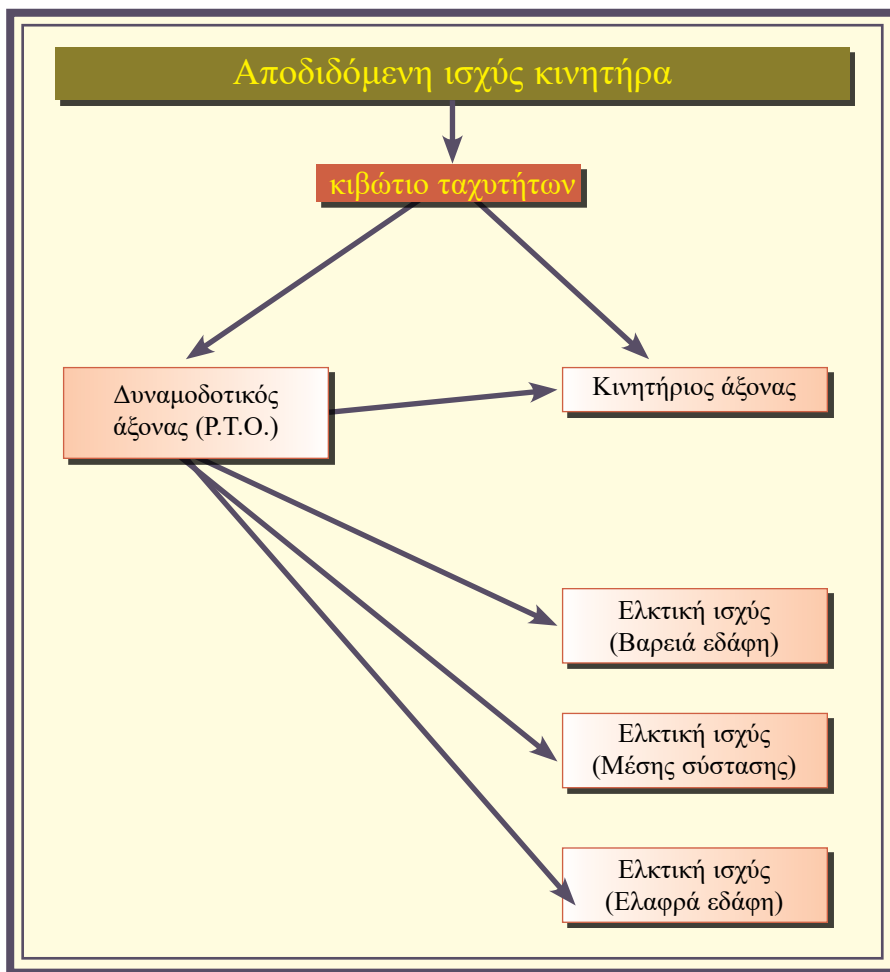 Αποδιδόμενη ισχύς κινητήρα
κιβώτιο ταχυτήτων
Δυναμοδοτικός
άξονας (P.T.O.)
Κινητήριος άξονας
Ελκτική ισχύς
(Βαρειά εδάφη)
Ελκτική ισχύς
(Μέσης σύστασης)
Ελκτική ισχύς
(Ελαφρά εδάφη)